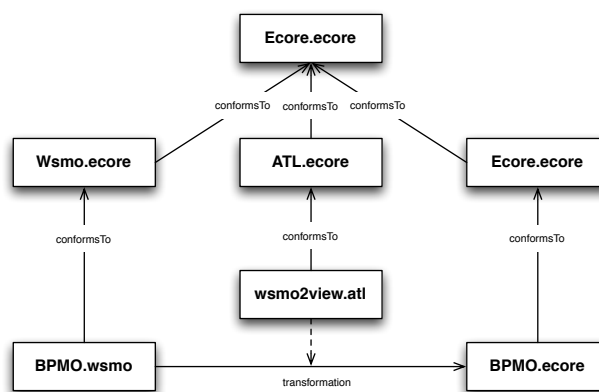 Ecore.ecore
conformsTo
conformsTo
conformsTo
Wsmo.ecore
ATL.ecore
Ecore.ecore
conformsTo
conformsTo
conformsTo
wsmo2view.atl
BPMO.wsmo
transformation
BPMO.ecore